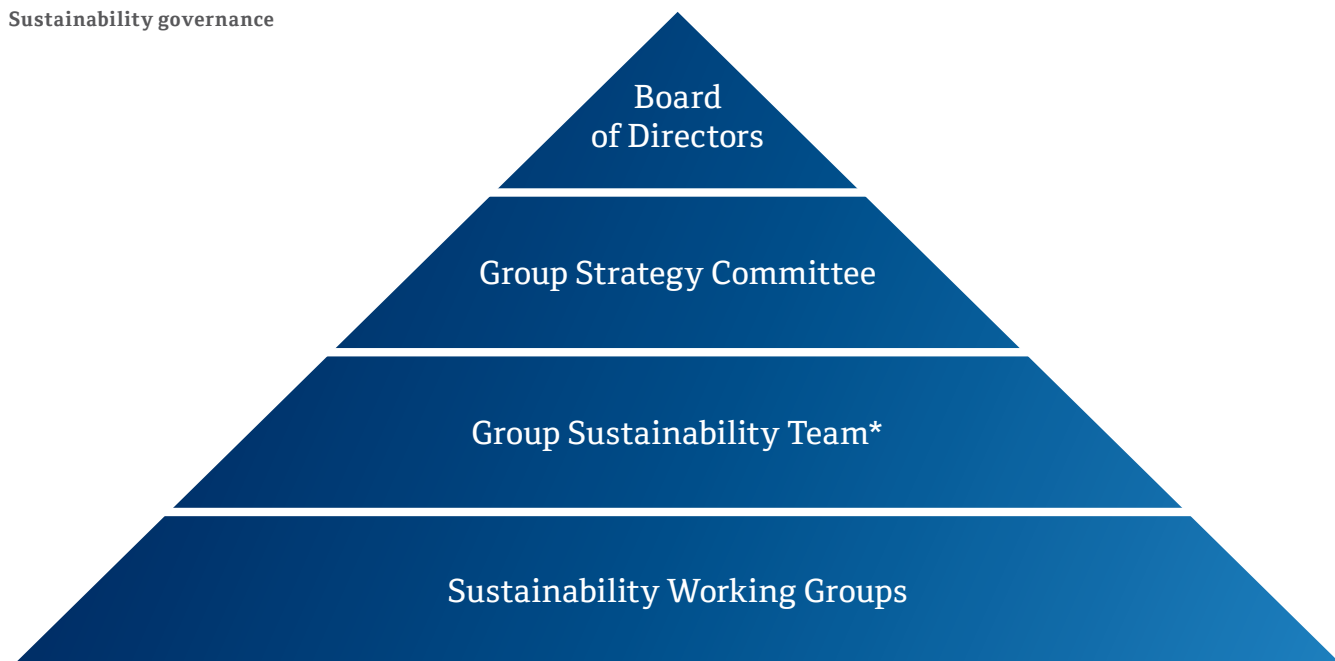 Sustainability governance
Board
of Directors
Group Strategy Committee
Group Sustainability Team*
Sustainability Working Groups